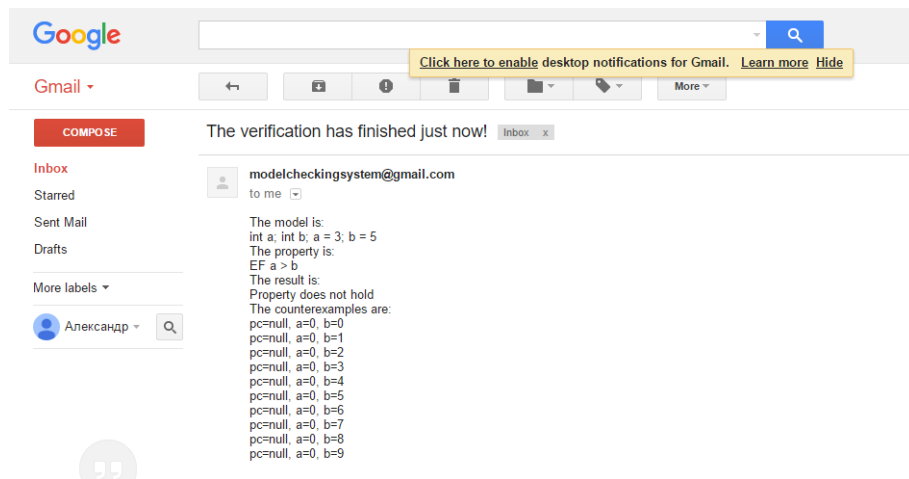 Google
Click here to enable desktop notifications for Gmail. Learn more Hide
Gmail
More
COMPOSE
The verification has finished just now! Inbox x
Inbox
Starred
Sent Mail
Drafts
More labels
Александр
modelcheckingsystem@gmail.com
to me
The model is:
int a; int b; a = 3; b = 5
The property is:
EF a > b
The result is:
Property does not hold
The counterexamples are:
pc=null, a=0, b=0
pc=null, a=0, b=1
pc=null, a=0, b=2
pc=null, a=0, b=3
pc=null, a=0, b=4
pc=null, a=0, b=5
pc=null, a=0, b=6
pc=null, a=0, b=7
pc=null, a=0, b=8
pc=null, a=0, b=9